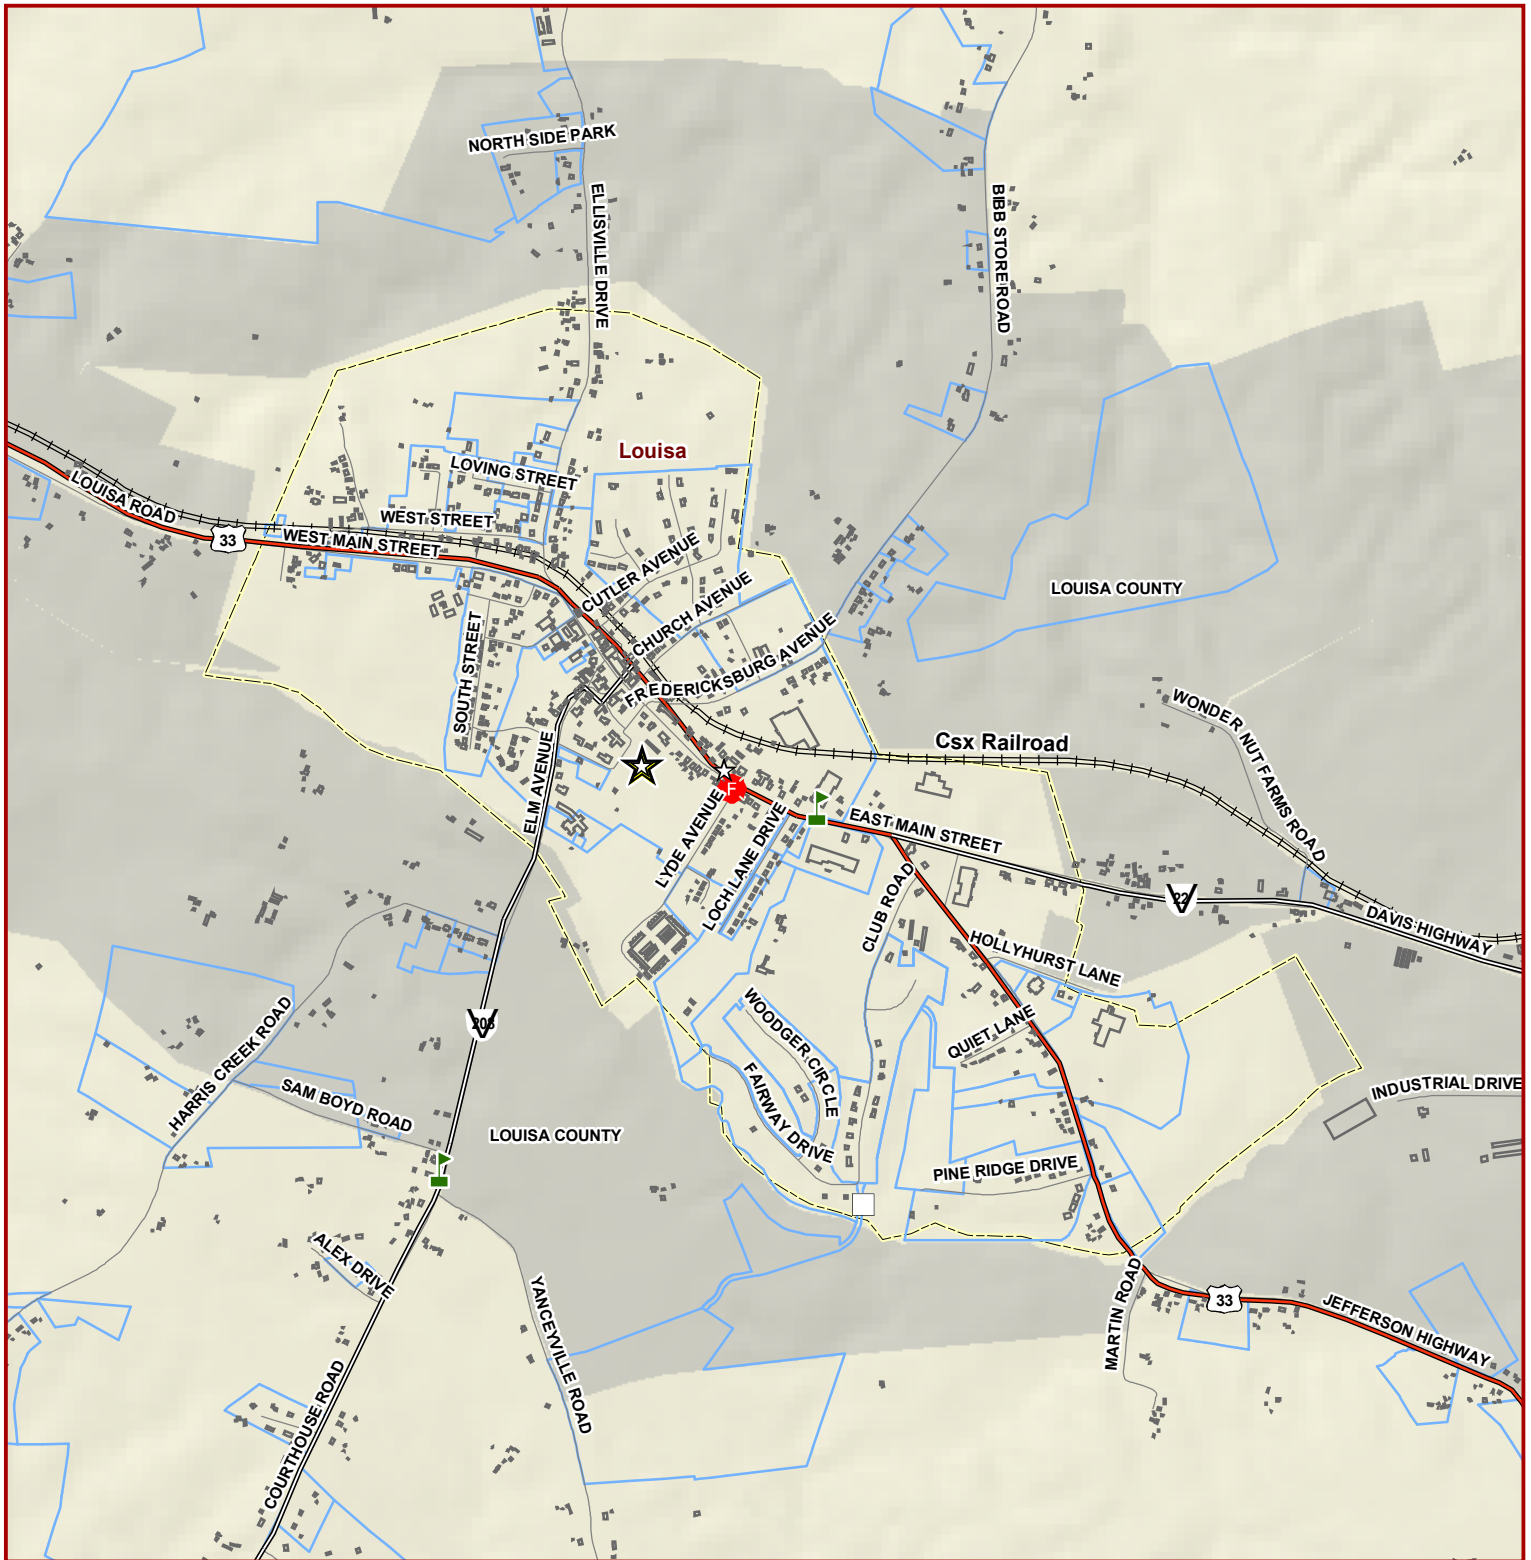 NORTH SIDE PARK
ELLISVILLE DRIVE
BIBB STORE ROAD
Louisa
LOVING STREET
LOUISA ROAD
WEST STREET
33
WEST MAIN STREET
CUTLER AVENUE
CHURCH AVENUE
LOUISA COUNTY
FREDERICKSBURG AVENUE
SOUTH STREET
WONDER NUT FARMS ROAD
Csx Railroad
ELM AVENUE
F
LYDE AVENUE
LOCH LANE DRIVE
EAST MAIN STREET
CLUB ROAD
22
DAVIS HIGHWAY
HOLLYHURST LANE
HARRIS CREEK ROAD
208
WOODGER CIRCLE
QUIET LANE
FAIRWAY DRIVE
INDUSTRIAL DRIVE
SAM BOYD ROAD
LOUISA COUNTY
PINE RIDGE DRIVE
ALEX DRIVE
YANCEYVILLE ROAD
MARTIN ROAD
33
JEFFERSON HIGHWAY
COURTHOUSE ROAD